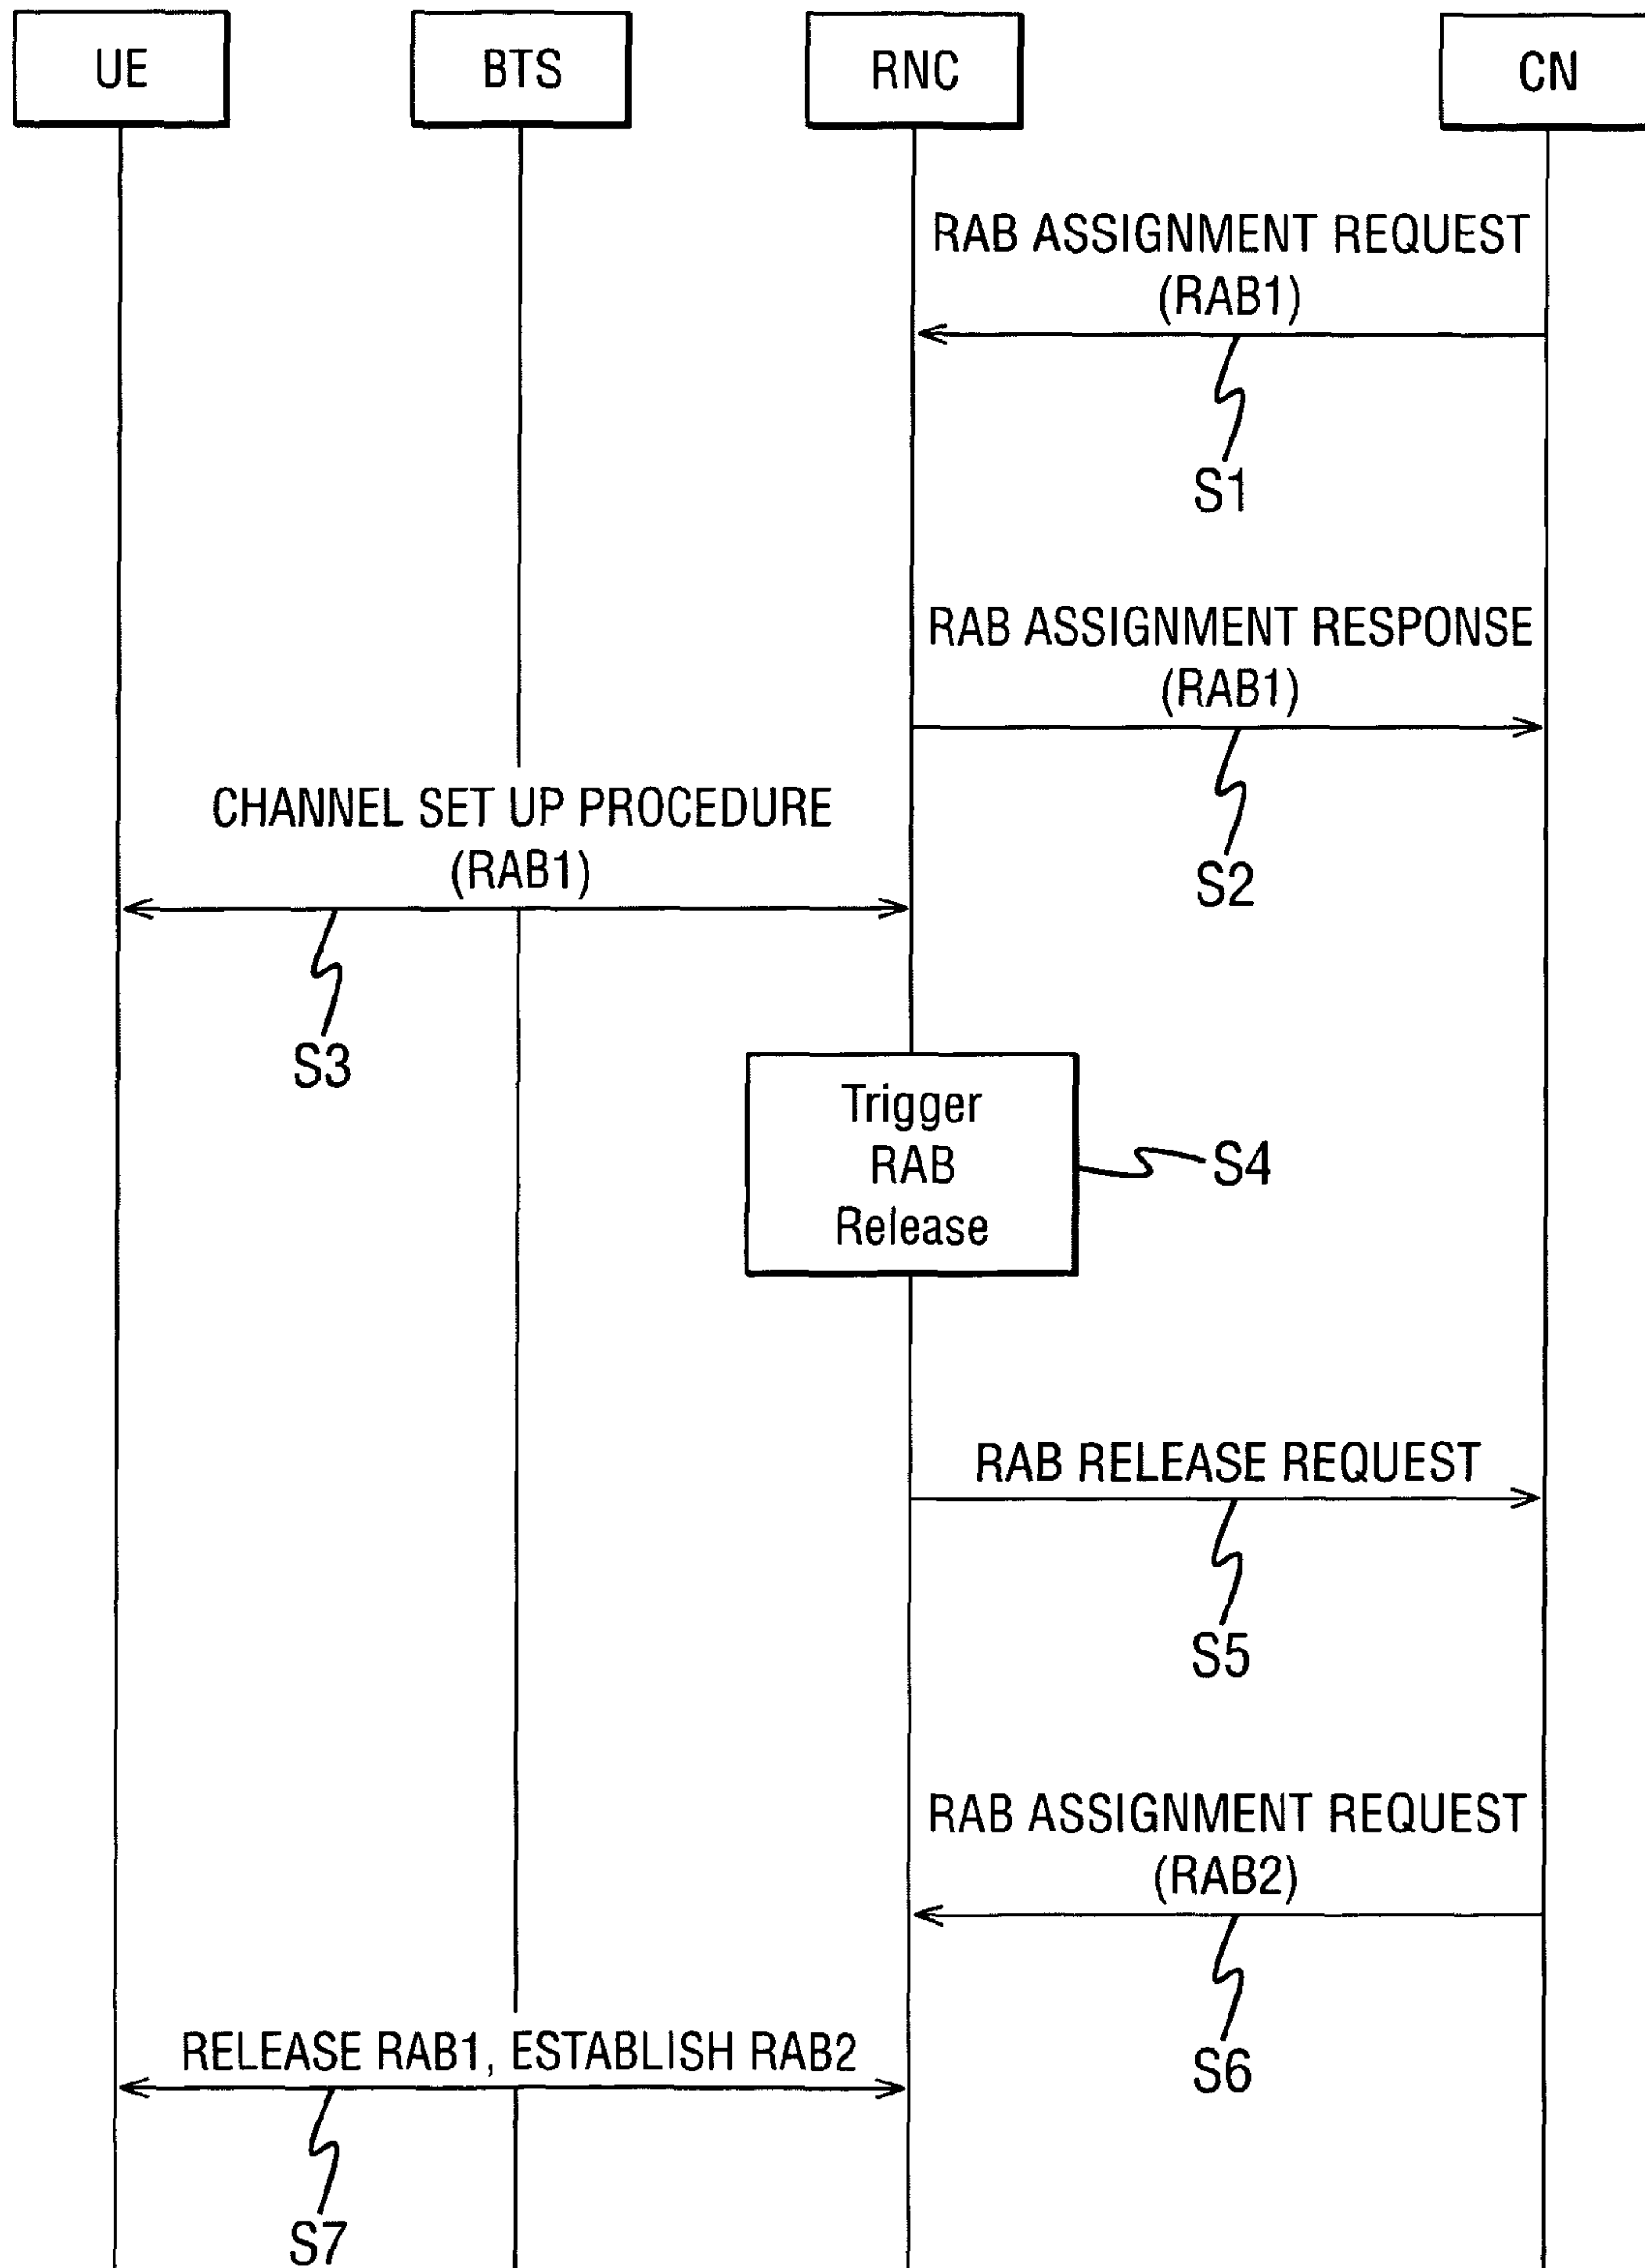 UE
BTS
RNC
CN
RAB ASSIGNMENT REQUEST
(RAB1)
S1
RAB ASSIGNMENT RESPONSE
(RAB1)
S2
CHANNEL SET UP PROCEDURE
(RAB1)
S3
Trigger
RAB
Release
S4
RAB RELEASE REQUEST
S5
RAB ASSIGNMENT REQUEST
(RAB2)
S6
RELEASE RAB1, ESTABLISH RAB2
S7